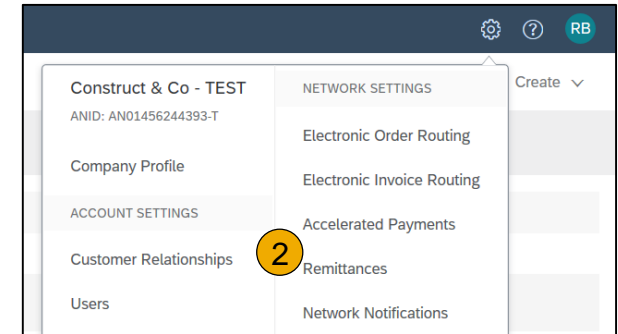 RB
Create
Construct & Co - TEST
ANID: AN01456244393-T
Company Profile
ACCOUNT SETTINGS
Customer Relationships
Users
2
NETWORK SETTINGS
Electronic Order Routing
Electronic Invoice Routing
Accelerated Payments
Remittances
Network Notifications